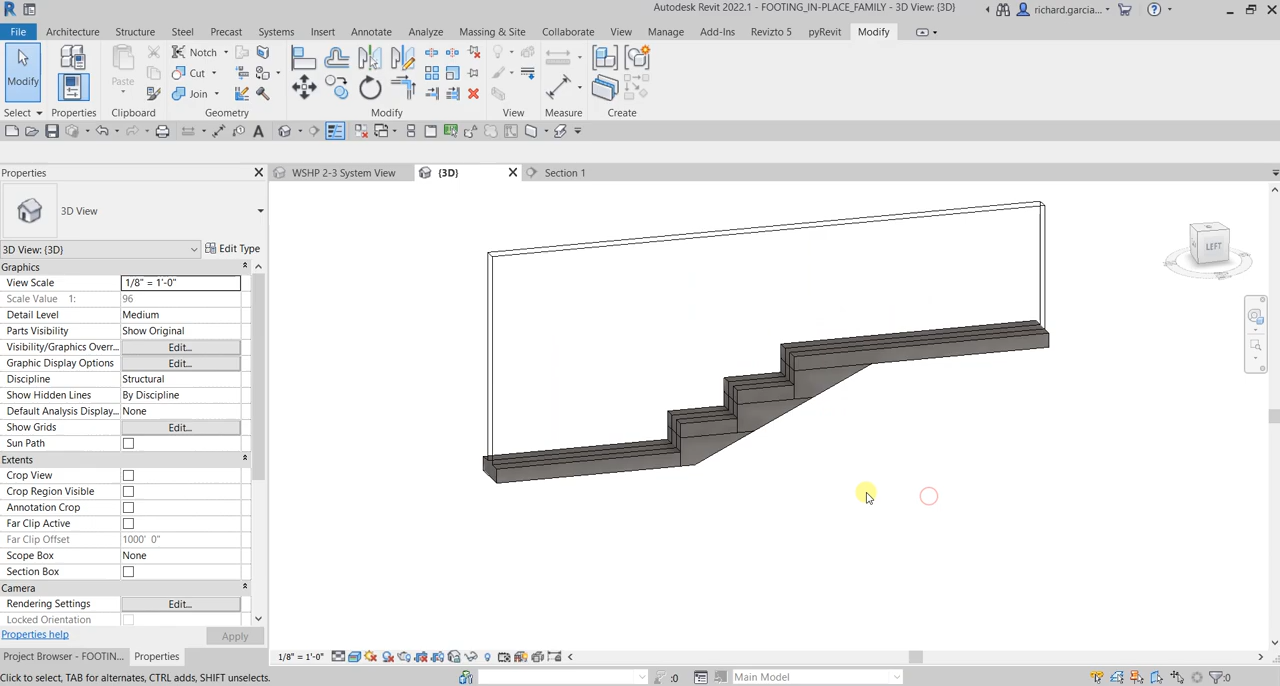 Autodesk Revit 2022.1 - FOOTING_IN-PLACE_FAMILY - 3D View: {3D}
richard.garcia...
File Architecture Structure Steel Precast Systems Insert Annotate Analyze Massing & Site Collaborate View Manage Add-Ins Revizto 5 pyRevit Modify
Modify
Paste
Notch
Cut
Join
Select Properties Clipboard Geometry Modify View Measure Create
Properties
WSHP 2-3 System View
{3D}
Section 1
3D View
3D View: {3D}
Edit Type
Graphics
View Scale 1/8" = 1'-0"
Scale Value 1: 96
Detail Level Medium
Parts Visibility Show Original
Visibility/Graphics Overr... Edit...
Graphic Display Options Edit...
Discipline Structural
Show Hidden Lines By Discipline
Default Analysis Display... None
Show Grids Edit...
Sun Path
Extents
Crop View
Crop Region Visible
Annotation Crop
Far Clip Active
Far Clip Offset 1000' 0"
Scope Box None
Section Box
Camera
Rendering Settings Edit...
Locked Orientation
Properties help
Apply
Project Browser - FOOTIN...
Properties
1/8" = 1'-0"
Click to select, TAB for alternates, CTRL adds, SHIFT unselects.
:0
Main Model
:0
LEFT